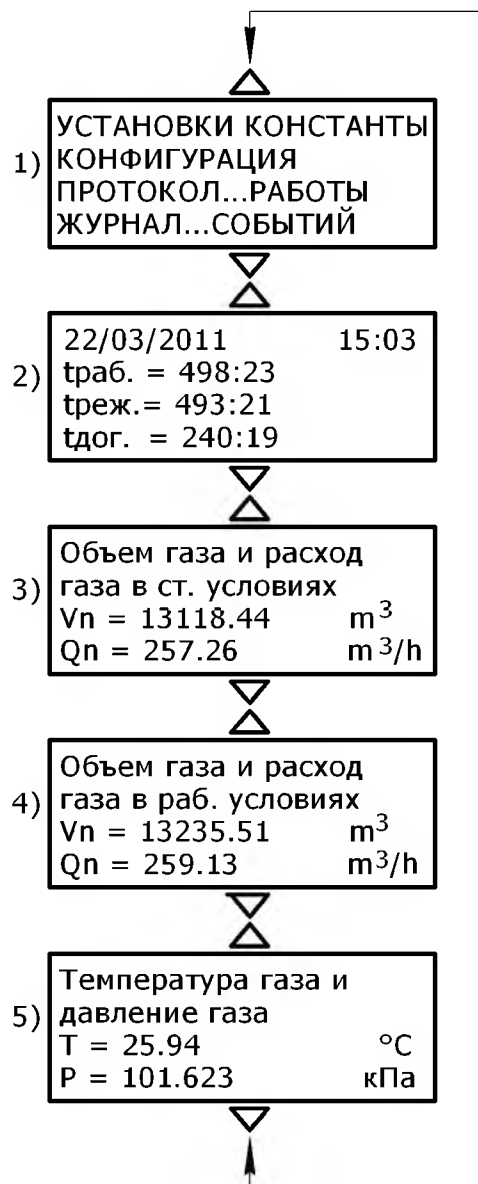 1)
УСТАНОВКИ КОНСТАНТЫ
КОНФИГУРАЦИЯ
ПРОТОКОЛ...РАБОТЫ
ЖУРНАЛ...СОБЫТИЙ
2)
22/03/2011 15:03
tраб. = 498:23
tреж.= 493:21
tдог. = 240:19
3)
Объем газа и расход
газа в ст. условиях
Vn = 13118.44 m³
Qn = 257.26 m³/h
4)
Объем газа и расход
газа в раб. условиях
Vn = 13235.51 m³
Qn = 259.13 m³/h
5)
Температура газа и
давление газа
T = 25.94 °C
P = 101.623 кПа